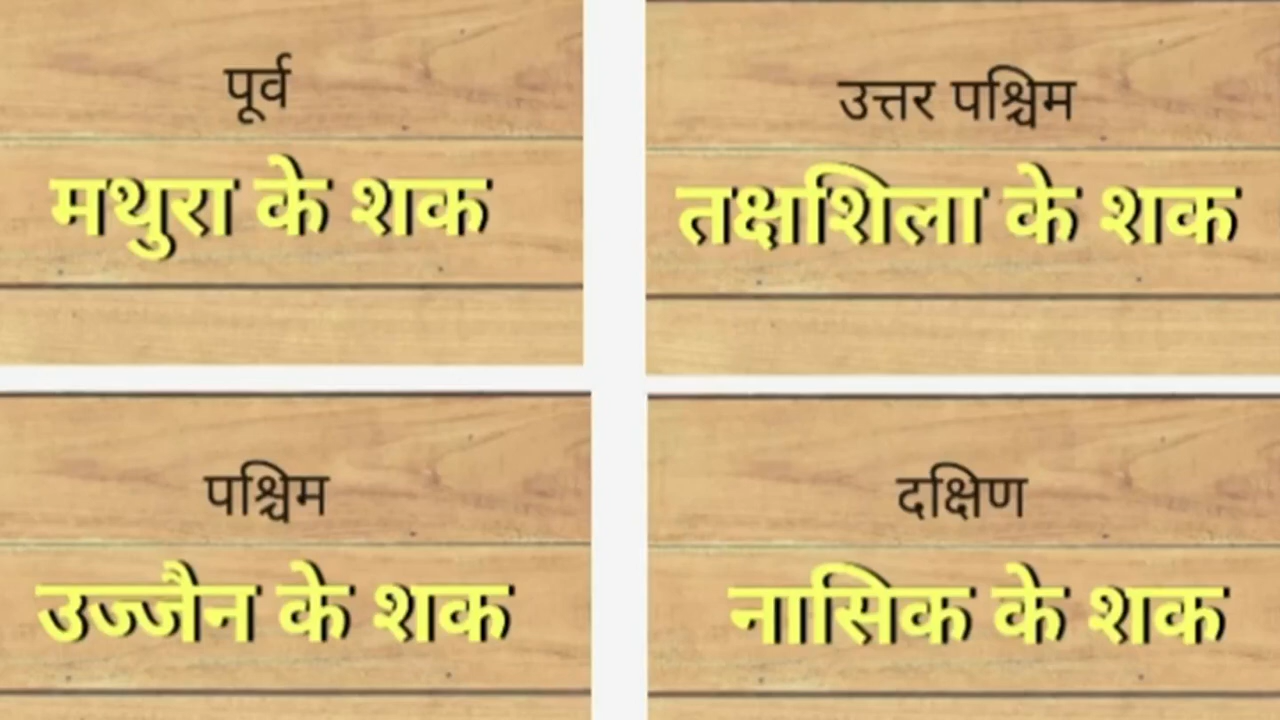 पूर्व
मथुरा के शक
उत्तर पश्चिम
तक्षशिला के शक
पश्चिम
उज्जैन के शक
दक्षिण
नासिक के शक